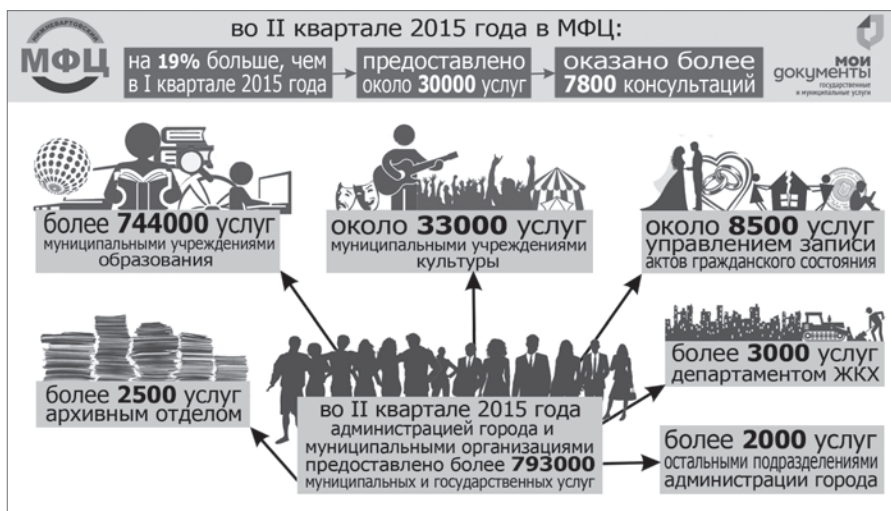 во II квартале 2015 года в МФЦ:
НИЖНЕВАРТОВСКИЙ
МФЦ
на 19% больше, чем
в I квартале 2015 года
предоставлено
около 30000 услуг
оказано более
7800 консультаций
мои
документы
государственные
и муниципальные услуги
более 744000 услуг
муниципальными учреждениями
образования
около 33000 услуг
муниципальными учреждениями
культуры
около 8500 услуг
управлением записи
актов гражданского состояния
более 2500 услуг
архивным отделом
во II квартале 2015 года
администрацией города и
муниципальными организациями
предоставлено более 793000
муниципальных и государственных услуг
более 3000 услуг
департаментом ЖКХ
более 2000 услуг
остальными подразделениями
администрации города